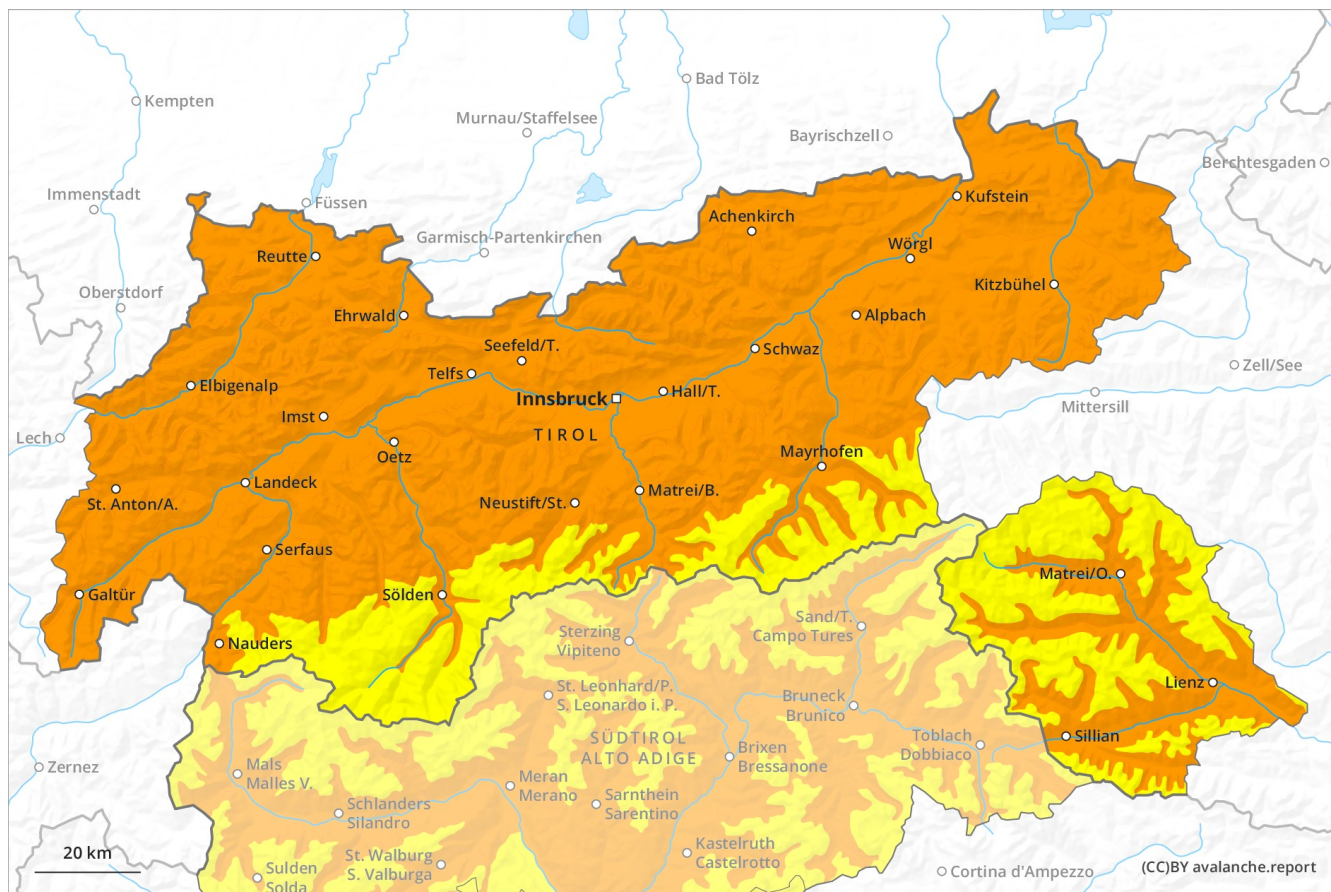 Kempten
Bad Tölz
Murnau/Staffelsee
Bayrischzell
Berchtesgaden
Immenstadt
Füssen
Kufstein
Achenkirch
Garmisch-Partenkirchen
Reutte
Wörgl
Oberstdorf
Kitzbühel
Ehrwald
Alpbach
Seefeld/T.
Schwaz
Zell/See
Telfs
Elbigenalp
Innsbruck
Hall/T.
Mittersill
Imst
Lech
TIROL
Oetz
Mayrhofen
Landeck
St. Anton/A.
Neustift/St.
Matrei/B.
Serfaus
Matrei/O.
Galtür
Sölden
Sand/T.
Campo Tures
Sterzing
Vipiteno
Nauders
Lienz
St. Leonhard/P.
S. Leonardo i. P.
Bruneck
Brunico
SÜDTIROL
ALTO ADIGE
Toblach
Dobbiaco
Sillian
Brixen
Bressanone
Zernez
Mals
Malles V.
Meran
Merano
Sarnthein
Sarentino
Schlanders
Silandro
20 km
St. Walburg
S. Valburga
Kastelruth
Castelrotto
Sulden
Solda
Cortina d'Ampezzo
(CC)BY avalanche.report